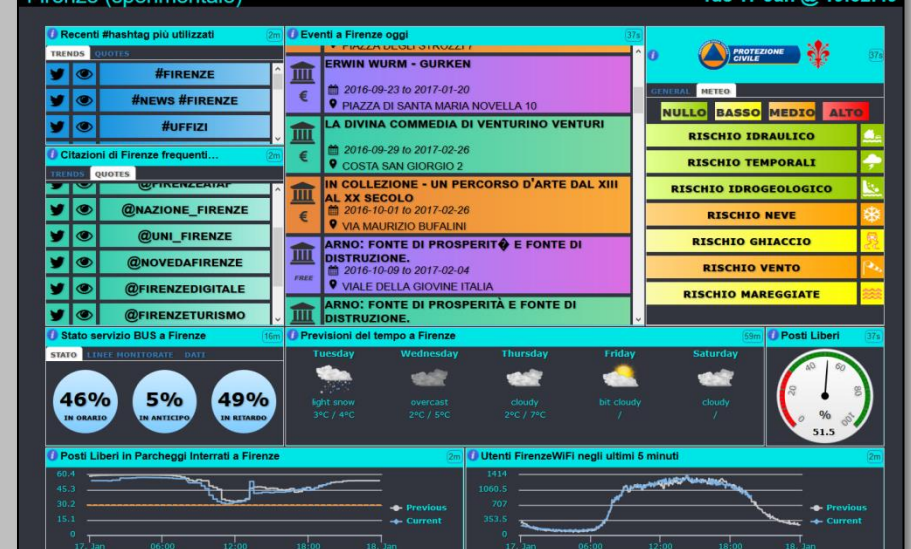 Firenze (sperimentale)
Recenti #hashtag più utilizzati 2m
TRENDS QUOTES
#FIRENZE
#NEWS #FIRENZE
#UFFIZI
Citazioni di Firenze frequenti... 2m
TRENDS QUOTES
@FIRENZEATAF
@NAZIONE_FIRENZE
@UNI_FIRENZE
@NOVEDAFIRENZE
@FIRENZEDIGITALE
@FIRENZETURISMO
Eventi a Firenze oggi 37s
PIAZZA DEGLI STROZZI 7
ERWIN WURM - GURKEN
2016-09-23 to 2017-01-20
€
PIAZZA DI SANTA MARIA NOVELLA 10
LA DIVINA COMMEDIA DI VENTURINO VENTURI
2016-09-29 to 2017-02-26
€
COSTA SAN GIORGIO 2
IN COLLEZIONE - UN PERCORSO D'ARTE DAL XIII
AL XX SECOLO
2016-10-01 to 2017-02-26
€
VIA MAURIZIO BUFALINI
ARNO: FONTE DI PROSPERIT� E FONTE DI
DISTRUZIONE.
2016-10-09 to 2017-02-04
FREE
VIALE DELLA GIOVINE ITALIA
ARNO: FONTE DI PROSPERITÀ E FONTE DI
DISTRUZIONE.
PROTEZIONE
CIVILE
37s
GENERAL METEO
NULLO BASSO MEDIO ALTO
RISCHIO IDRAULICO
RISCHIO TEMPORALI
RISCHIO IDROGEOLOGICO
RISCHIO NEVE
RISCHIO GHIACCIO
RISCHIO VENTO
RISCHIO MAREGGIATE
Stato servizio BUS a Firenze 16m
STATO LINEE MONITORATE DATI
46% 5% 49%
IN ORARIO IN ANTICIPO IN RITARDO
Previsioni del tempo a Firenze 59m
Tuesday Wednesday Thursday Friday Saturday
light snow overcast cloudy bit cloudy cloudy
3°C / 4°C 2°C / 5°C 2°C / 7°C / /
Posti Liberi 37s
0 20 40 60 80 100
%
51.5
Posti Liberi in Parcheggi Interrati a Firenze 2m
60.4
45.3
30.2
15.1
0
Previous
Current
17. Jan 06:00 12:00 18:00 18. Jan
Utenti FirenzeWiFi negli ultimi 5 minuti 2m
1414
1060.5
707
353.5
0
Previous
Current
17. Jan 06:00 12:00 18:00 18. Jan